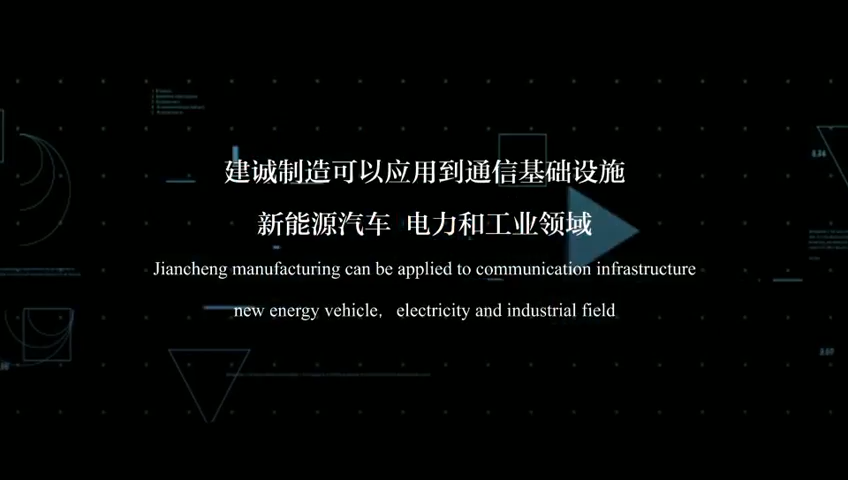 建诚制造可以应用到通信基础设施
新能源汽车 电力和工业领域
Jiancheng manufacturing can be applied to communication infrastructure
new energy vehicle，electricity and industrial field